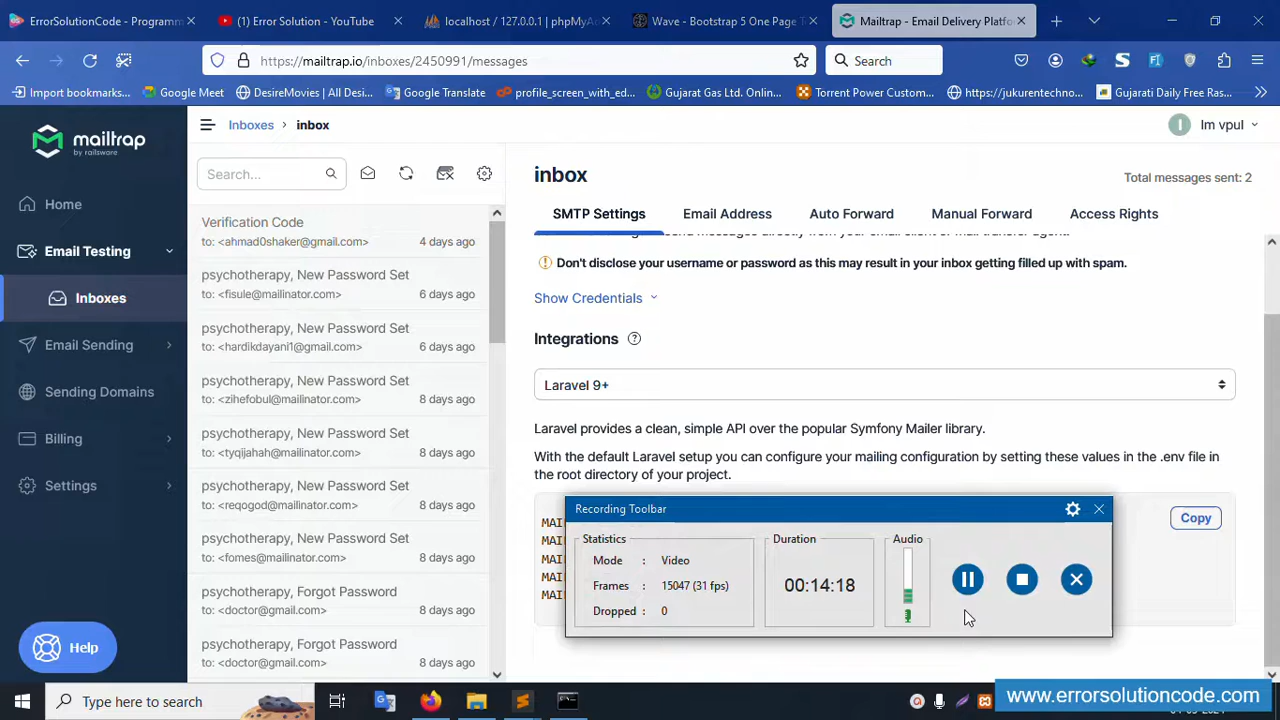 ErrorSolutionCode - Programm
(1) Error Solution - YouTube
localhost / 127.0.0.1 | phpMyA
Wave - Bootstrap 5 One Page T
Mailtrap - Email Delivery Platfo
https://mailtrap.io/inboxes/2450991/messages
Search
Import bookmarks...
Google Meet
DesireMovies | All Desi...
Google Translate
profile_screen_with_ed...
Gujarat Gas Ltd. Onlin...
Torrent Power Custom...
https://jukurentechno...
Gujarati Daily Free Ras...
mailtrap
by railsware
Inboxes > inbox
Im vpul
Home
Email Testing
Inboxes
Email Sending
Sending Domains
Billing
Settings
Help
Search...
Verification Code
to: <ahmad0shaker@gmail.com> 4 days ago
psychotherapy, New Password Set
to: <fisule@mailinator.com> 6 days ago
psychotherapy, New Password Set
to: <hardikdayani1@gmail.com> 6 days ago
psychotherapy, New Password Set
to: <zihefobul@mailinator.com> 8 days ago
psychotherapy, New Password Set
to: <tyqijahah@mailinator.com> 8 days ago
psychotherapy, New Password Set
to: <reqogod@mailinator.com> 8 days ago
psychotherapy, New Password Set
to: <fomes@mailinator.com> 8 days ago
psychotherapy, Forgot Password
to: <doctor@gmail.com> 8 days ago
psychotherapy, Forgot Password
to: <doctor@gmail.com> 8 days ago
inbox
Total messages sent: 2
SMTP Settings
Email Address
Auto Forward
Manual Forward
Access Rights
Don't disclose your username or password as this may result in your inbox getting filled up with spam.
Show Credentials
Integrations
Laravel 9+
Laravel provides a clean, simple API over the popular Symfony Mailer library.
With the default Laravel setup you can configure your mailing configuration by setting these values in the .env file in
the root directory of your project.
Copy
MAI
MAI
MAI
MAI
MAI
Recording Toolbar
Statistics
Mode : Video
Frames : 15047 (31 fps)
Dropped : 0
Duration
00:14:18
Audio
Type here to search
www.errorsolutioncode.com